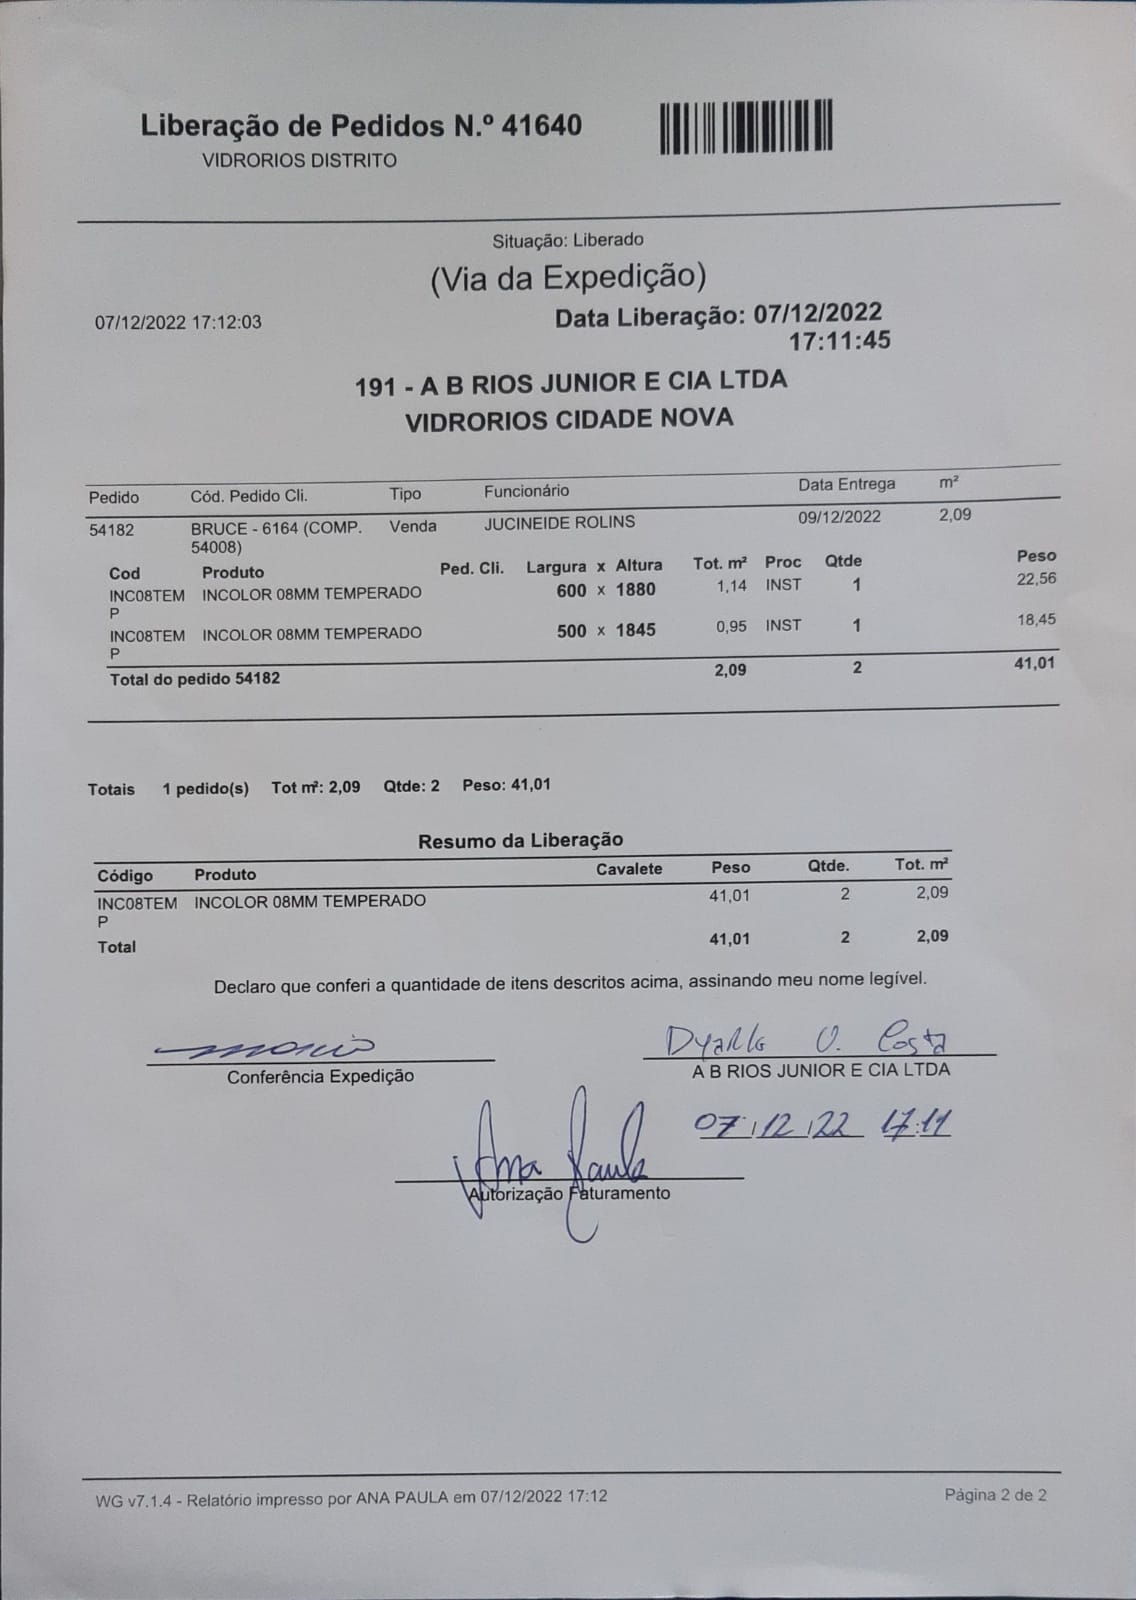 Liberação de Pedidos N.º 41640
VIDRORIOS DISTRITO
Situação: Liberado
(Via da Expedição)
07/12/2022 17:12:03
Data Liberação: 07/12/2022
17:11:45
191 - A B RIOS JUNIOR E CIA LTDA
VIDRORIOS CIDADE NOVA
Pedido Cód. Pedido Cli. Tipo Funcionário Data Entrega m²
54182 BRUCE - 6164 (COMP. Venda JUCINEIDE ROLINS 09/12/2022 2,09
54008)
Cod Produto Ped. Cli. Largura x Altura Tot. m² Proc Qtde Peso
INC08TEM INCOLOR 08MM TEMPERADO 600 x 1880 1,14 INST 1 22,56
P
INC08TEM INCOLOR 08MM TEMPERADO 500 x 1845 0,95 INST 1 18,45
P
Total do pedido 54182 2,09 2 41,01
Totais 1 pedido(s) Tot m²: 2,09 Qtde: 2 Peso: 41,01
Resumo da Liberação
Código Produto Cavalete Peso Qtde. Tot. m²
INC08TEM INCOLOR 08MM TEMPERADO 41,01 2 2,09
P
Total 41,01 2 2,09
Declaro que conferi a quantidade de itens descritos acima, assinando meu nome legível.
Costa
Conferência Expedição
A B RIOS JUNIOR E CIA LTDA
07/12/22 17:11
Ana Paula
Autorização Faturamento
WG v7.1.4 - Relatório impresso por ANA PAULA em 07/12/2022 17:12
Página 2 de 2